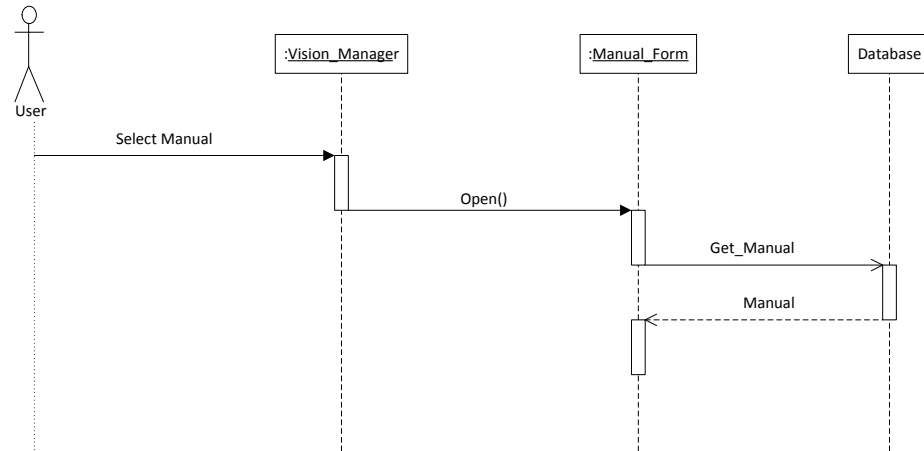 :Vision_Manager
:Manual_Form
Database
User
Select Manual
Open()
Get_Manual
Manual